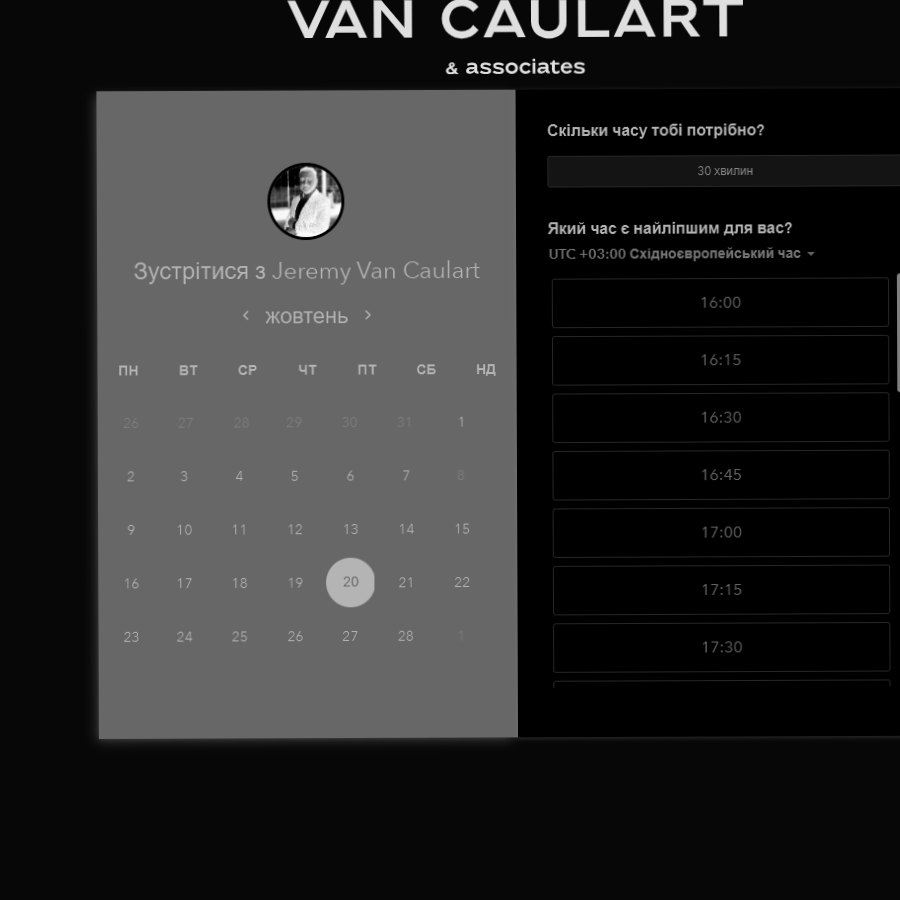 VAN CAULART
& associates
Зустрітися з Jeremy Van Caulart
жовтень
ПН ВТ СР ЧТ ПТ СБ НД
26 27 28 29 30 31 1
2 3 4 5 6 7 8
9 10 11 12 13 14 15
16 17 18 19 20 21 22
23 24 25 26 27 28 1
Скільки часу тобі потрібно?
30 хвилин
Який час є найліпшим для вас?
UTC +03:00 Східноєвропейський час
16:00
16:15
16:30
16:45
17:00
17:15
17:30